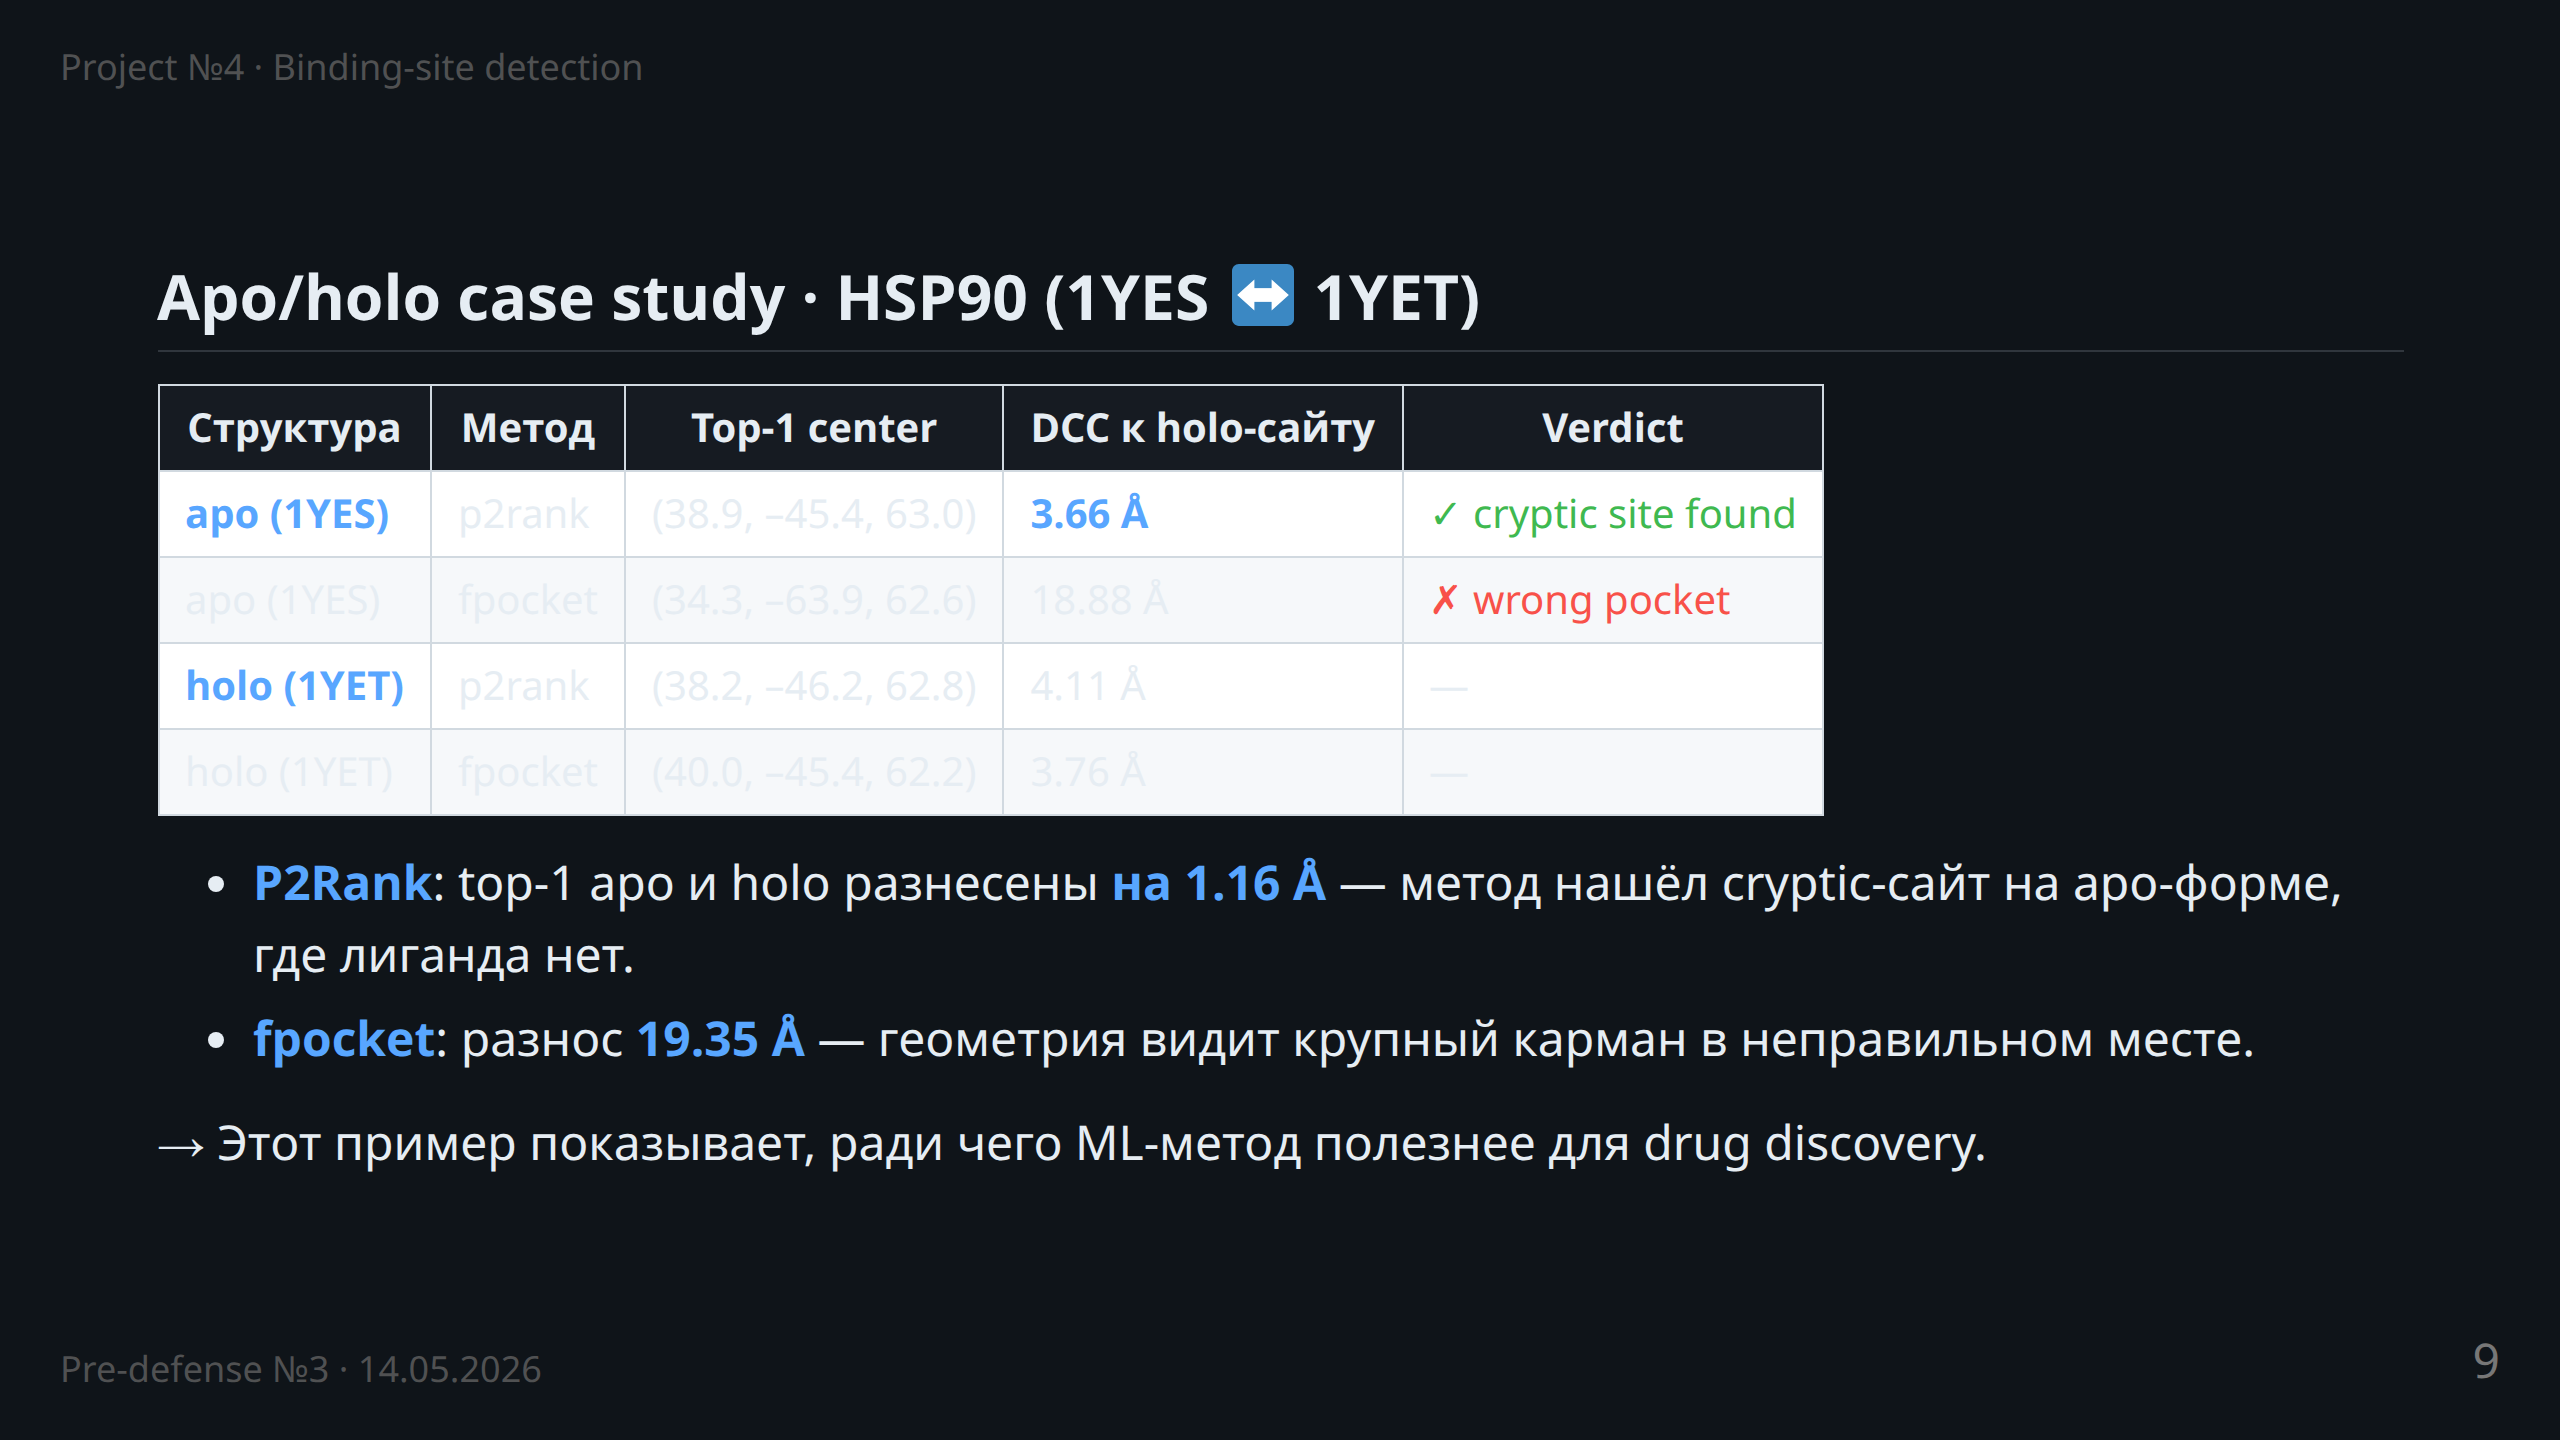 Project №4 · Binding-site detection
Apo/holo case study · HSP90 (1YES ↔ 1YET)
Структура Метод Top-1 center DCC к holo-сайту Verdict
apo (1YES) p2rank (38.9, –45.4, 63.0) 3.66 Å ✓ cryptic site found
apo (1YES) fpocket (34.3, –63.9, 62.6) 18.88 Å ✗ wrong pocket
holo (1YET) p2rank (38.2, –46.2, 62.8) 4.11 Å —
holo (1YET) fpocket (40.0, –45.4, 62.2) 3.76 Å —
• P2Rank: top-1 apo и holo разнесены на 1.16 Å — метод нашёл cryptic-сайт на apo-форме,
где лиганда нет.
• fpocket: разнос 19.35 Å — геометрия видит крупный карман в неправильном месте.
→ Этот пример показывает, ради чего ML-метод полезнее для drug discovery.
Pre-defense №3 · 14.05.2026
9